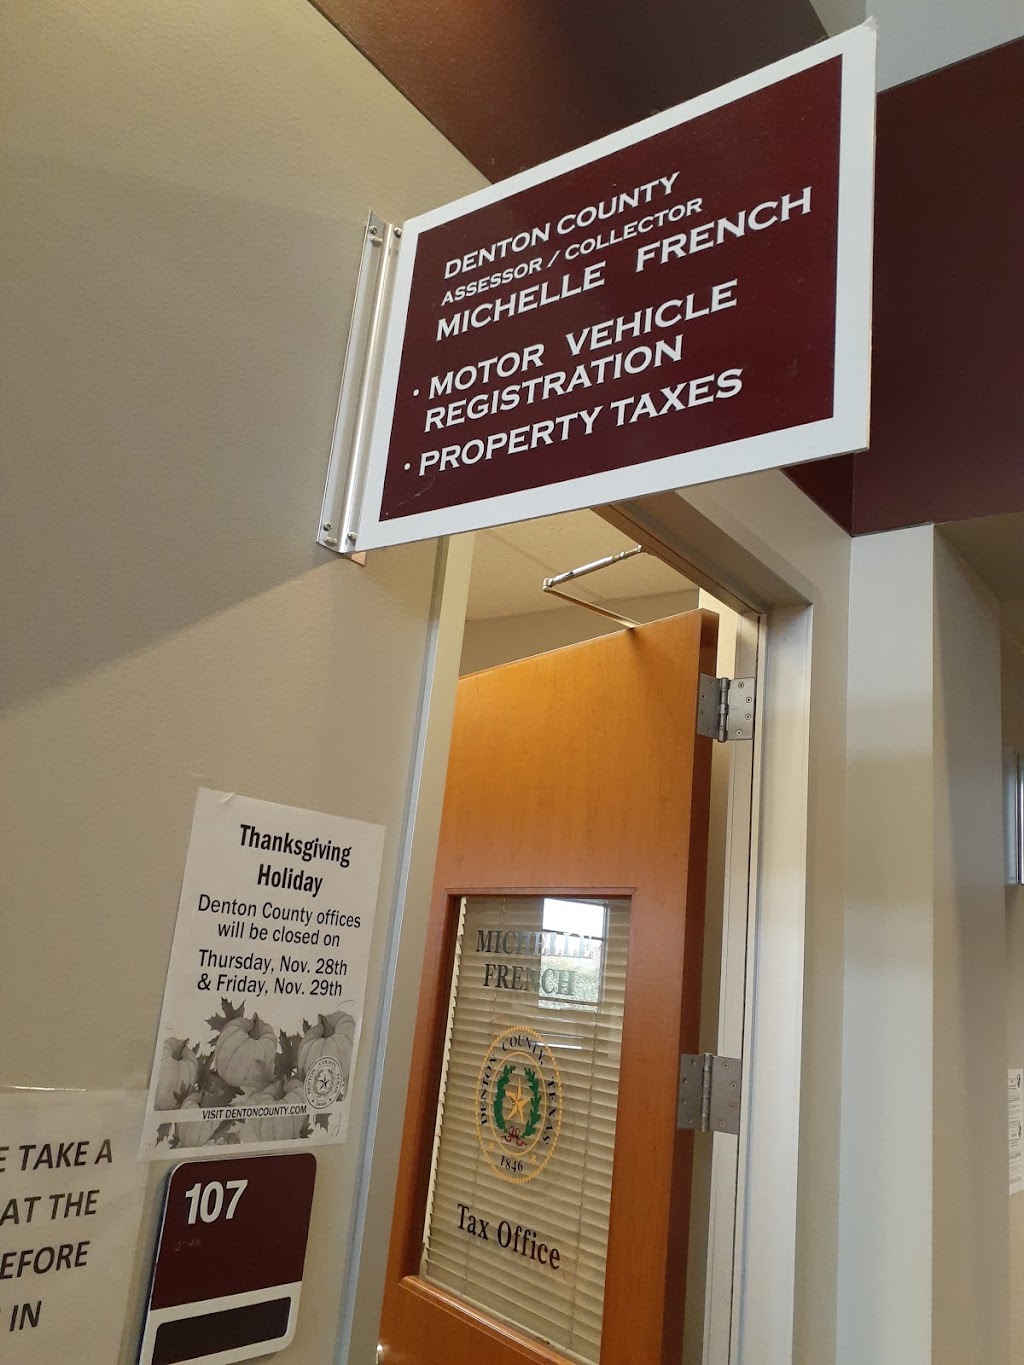 DENTON COUNTY
ASSESSOR / COLLECTOR
MICHELLE FRENCH
· MOTOR VEHICLE
REGISTRATION
· PROPERTY TAXES
Thanksgiving
Holiday
Denton County offices
will be closed on
Thursday, Nov. 28th
& Friday, Nov. 29th
VISIT DENTONCOUNTY.COM
MICHELLE
FRENCH
DENTON COUNTY, TEXAS
1846
Tax Office
E TAKE A
AT THE
EFORE
IN
107